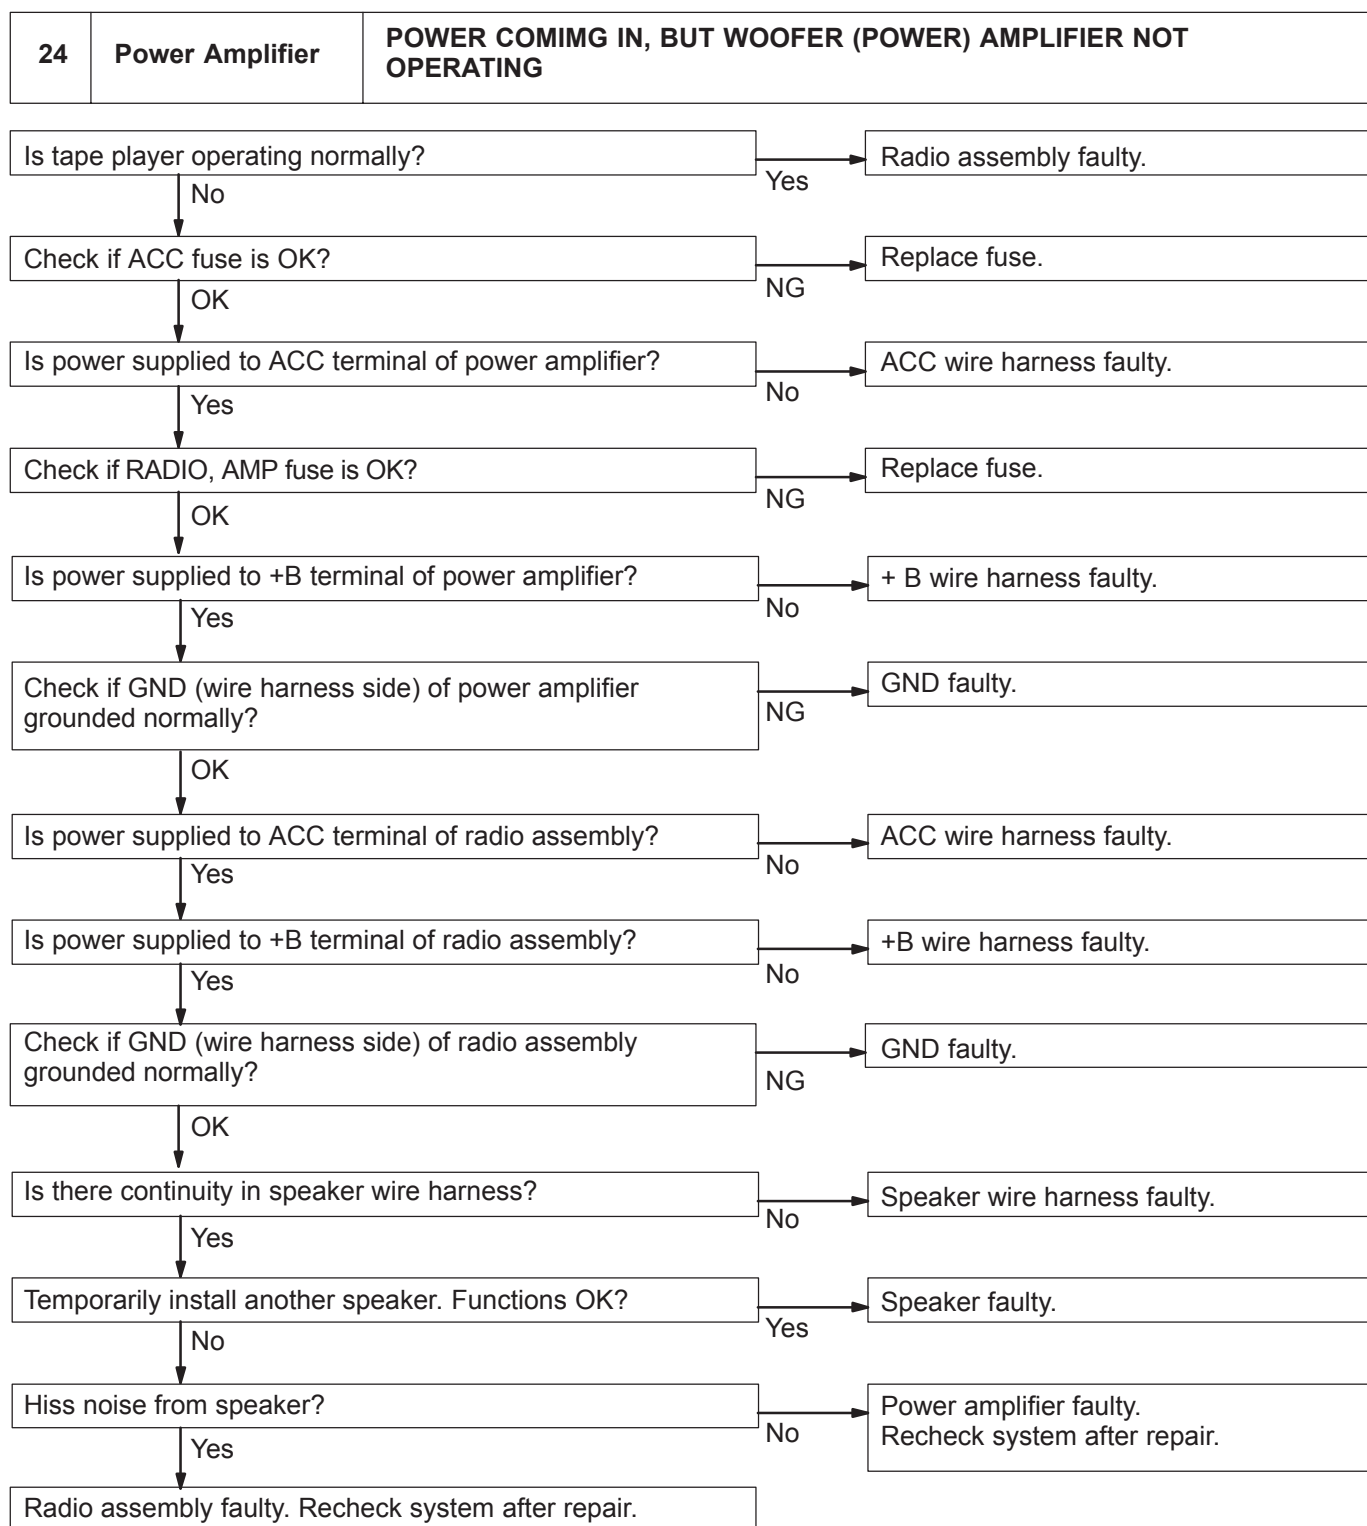 24
Power Amplifier
POWER COMIMG IN, BUT WOOFER (POWER) AMPLIFIER NOT
OPERATING
Is tape player operating normally?
Yes
Radio assembly faulty.
No
Check if ACC fuse is OK?
NG
Replace fuse.
OK
Is power supplied to ACC terminal of power amplifier?
No
ACC wire harness faulty.
Yes
Check if RADIO, AMP fuse is OK?
NG
Replace fuse.
OK
Is power supplied to +B terminal of power amplifier?
No
+ B wire harness faulty.
Yes
Check if GND (wire harness side) of power amplifier
grounded normally?
NG
GND faulty.
OK
Is power supplied to ACC terminal of radio assembly?
No
ACC wire harness faulty.
Yes
Is power supplied to +B terminal of radio assembly?
No
+B wire harness faulty.
Yes
Check if GND (wire harness side) of radio assembly
grounded normally?
NG
GND faulty.
OK
Is there continuity in speaker wire harness?
No
Speaker wire harness faulty.
Yes
Temporarily install another speaker. Functions OK?
Yes
Speaker faulty.
No
Hiss noise from speaker?
No
Power amplifier faulty.
Recheck system after repair.
Yes
Radio assembly faulty. Recheck system after repair.